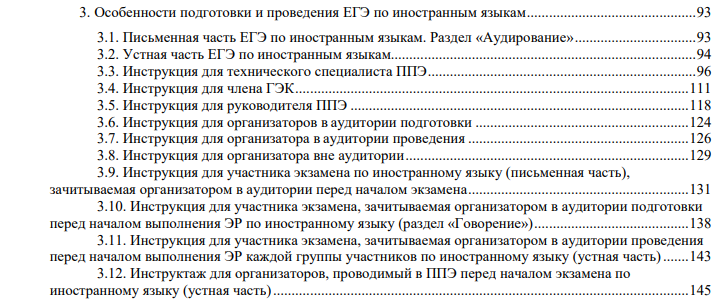 3. Особенности подготовки и проведения ЕГЭ по иностранным языкам.....93
3.1. Письменная часть ЕГЭ по иностранным языкам. Раздел «Аудирование».....93
3.2. Устная часть ЕГЭ по иностранным языкам.....94
3.3. Инструкция для технического специалиста ППЭ.....96
3.4. Инструкция для члена ГЭК.....111
3.5. Инструкция для руководителя ППЭ.....118
3.6. Инструкция для организаторов в аудитории подготовки.....124
3.7. Инструкция для организатора в аудитории проведения.....126
3.8. Инструкция для организатора вне аудитории.....129
3.9. Инструкция для участника экзамена по иностранному языку (письменная часть),
зачитываемая организатором в аудитории перед началом экзамена.....131
3.10. Инструкция для участника экзамена, зачитываемая организатором в аудитории подготовки
перед началом выполнения ЭР по иностранному языку (раздел «Говорение»).....138
3.11. Инструкция для участника экзамена, зачитываемая организатором в аудитории проведения
перед началом выполнения ЭР каждой группы участников по иностранному языку (устная часть).....143
3.12. Инструктаж для организаторов, проводимый в ППЭ перед началом экзамена по
иностранному языку (устная часть).....145